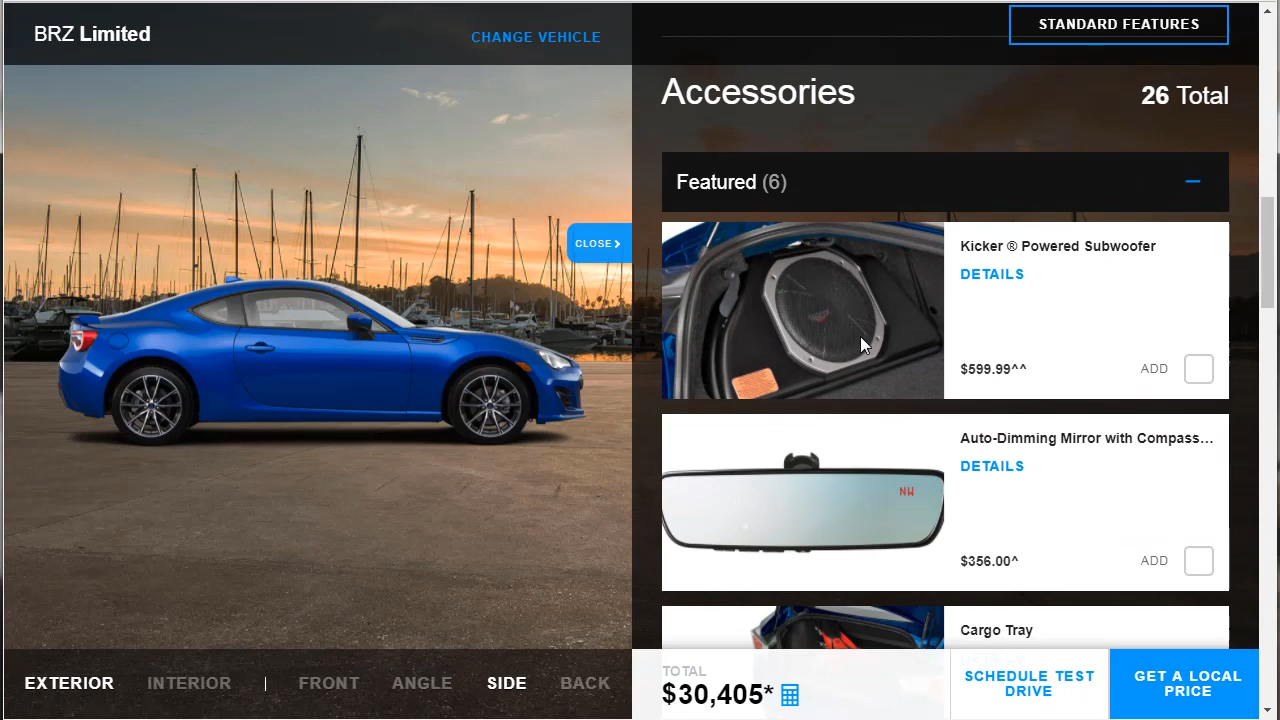 BRZ Limited
CHANGE VEHICLE
STANDARD FEATURES
Accessories
26 Total
Featured (6)
CLOSE
Kicker ® Powered Subwoofer
DETAILS
$599.99^^
ADD
NW
Auto-Dimming Mirror with Compass…
DETAILS
$356.00^
ADD
Cargo Tray
EXTERIOR
INTERIOR
|
FRONT
ANGLE
SIDE
BACK
TOTAL
$30,405*
SCHEDULE TEST
DRIVE
GET A LOCAL
PRICE